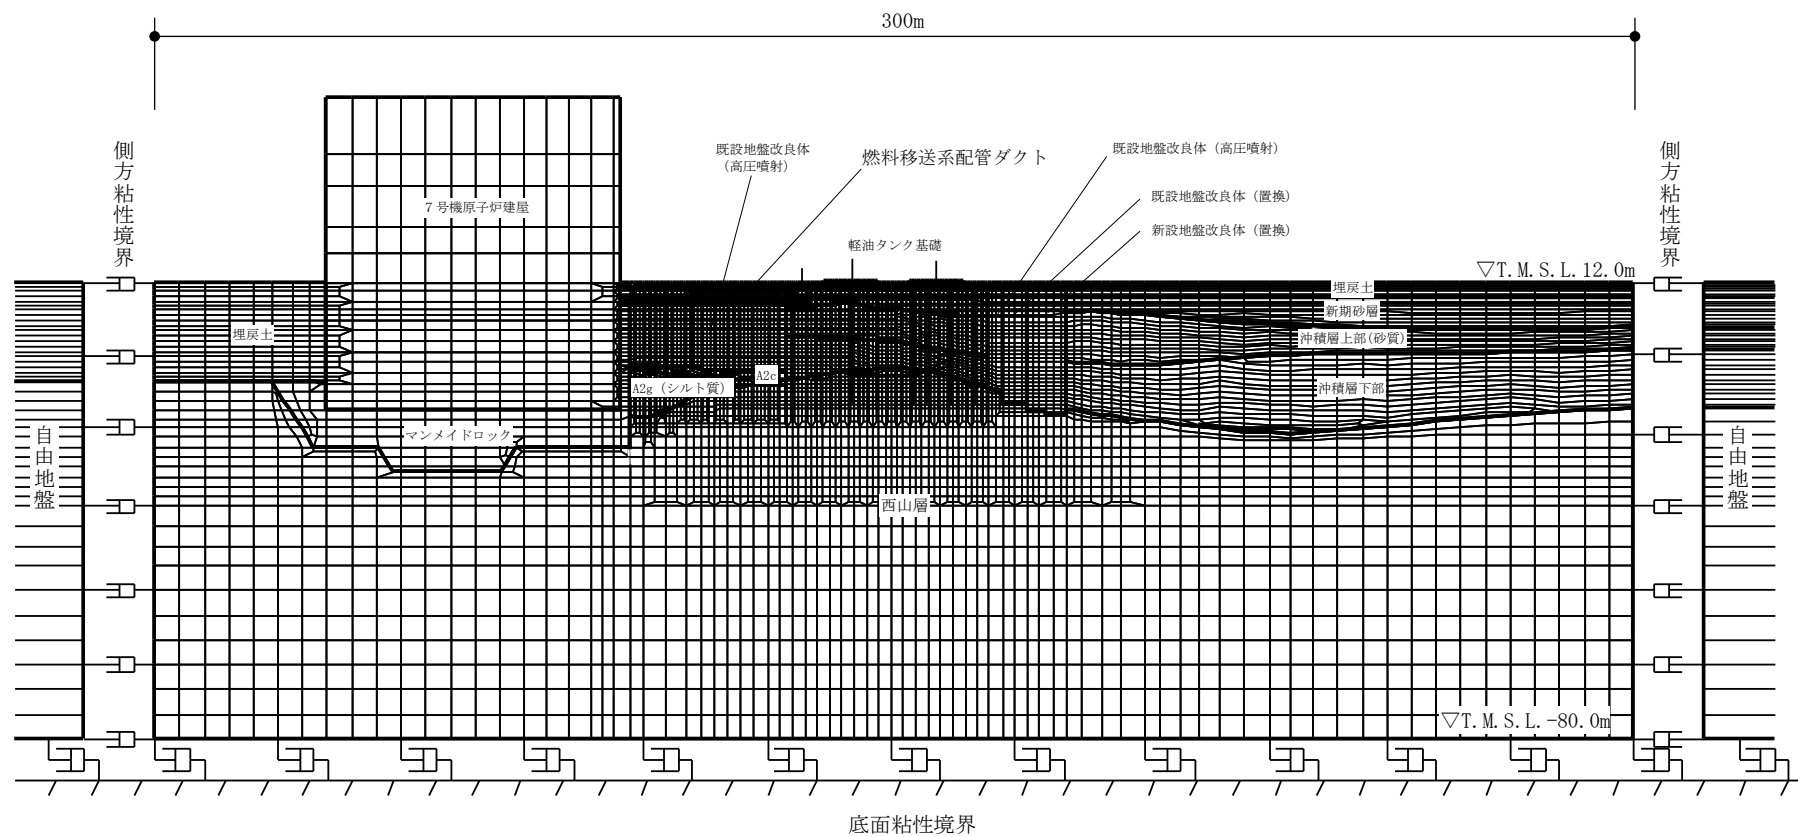 300m
側方粘性境界
既設地盤改良体
(高圧噴射)
燃料移送系配管ダクト
既設地盤改良体(高圧噴射)
側方粘性境界
既設地盤改良体(置換)
7号機原子炉建屋
新設地盤改良体(置換)
軽油タンク基礎
▽T.M.S.L.12.0m
埋戻土
新期砂層
埋戻土
沖積層上部(砂質)
A2c
A2g(シルト質)
沖積層下部
マンメイドロック
自由地盤
自由地盤
西山層
▽T.M.S.L.-80.0m
底面粘性境界